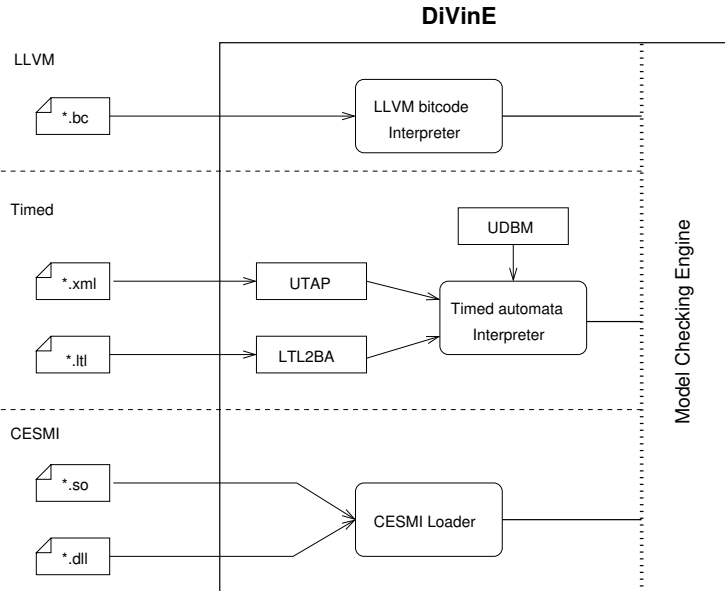 DiVinE
LLVM
*.bc
LLVM bitcode
Interpreter
Timed
UDBM
*.xml
UTAP
Timed automata
Interpreter
*.ltl
LTL2BA
Model Checking Engine
CESMI
*.so
CESMI Loader
*.dll